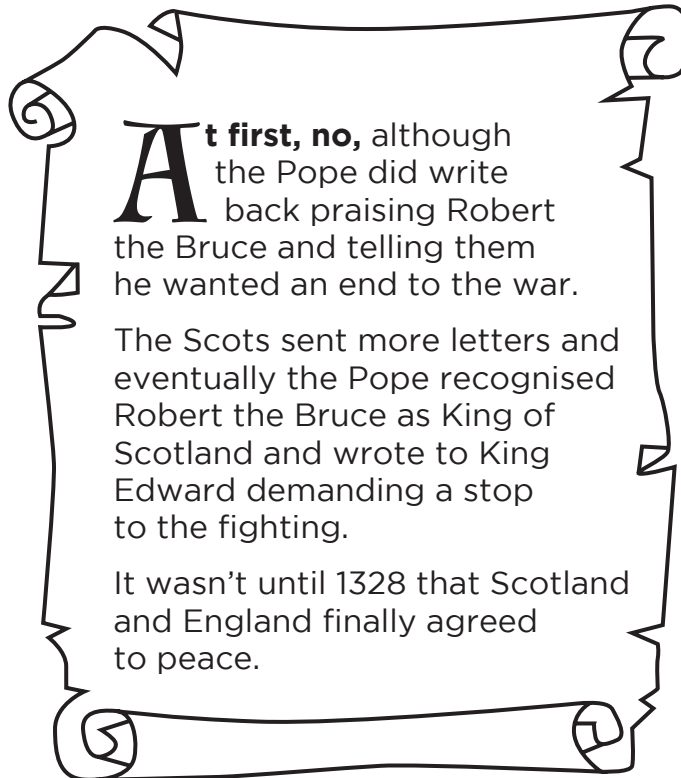 At first, no, although
the Pope did write
back praising Robert
the Bruce and telling them
he wanted an end to the war.
The Scots sent more letters and
eventually the Pope recognised
Robert the Bruce as King of
Scotland and wrote to King
Edward demanding a stop
to the fighting.
It wasn't until 1328 that Scotland
and England finally agreed
to peace.